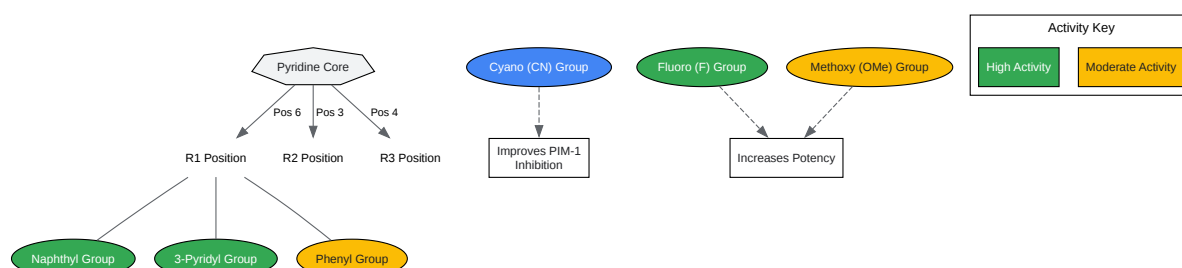 Activity Key
Pyridine Core
Cyano (CN) Group
Fluoro (F) Group
Methoxy (OMe) Group
High Activity
Moderate Activity
Pos 6
Pos 3
Pos 4
R1 Position
R2 Position
R3 Position
Improves PIM-1
Inhibition
Increases Potency
Naphthyl Group
3-Pyridyl Group
Phenyl Group